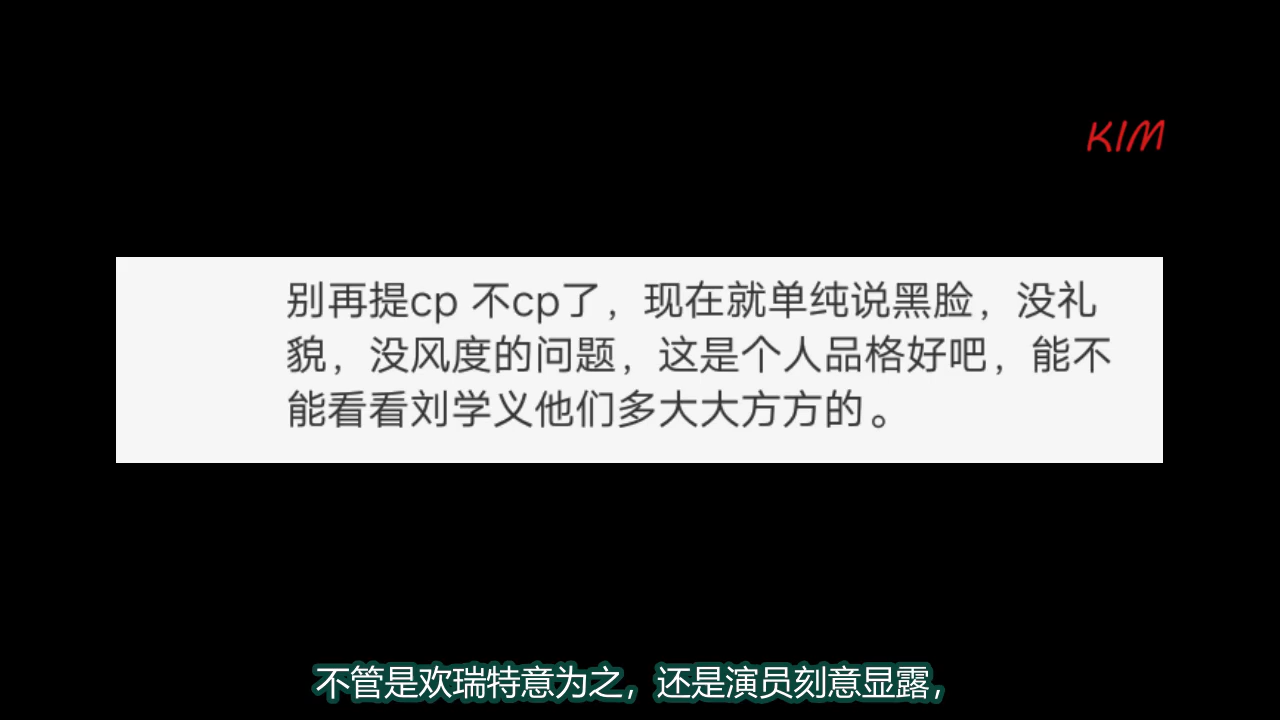 KIM
别再提cp 不cp了，现在就单纯说黑脸，没礼
貌，没风度的问题，这是个人品格好吧，能不
能看看刘学义他们多大大方方的。
不管是欢瑞特意为之，还是演员刻意显露，